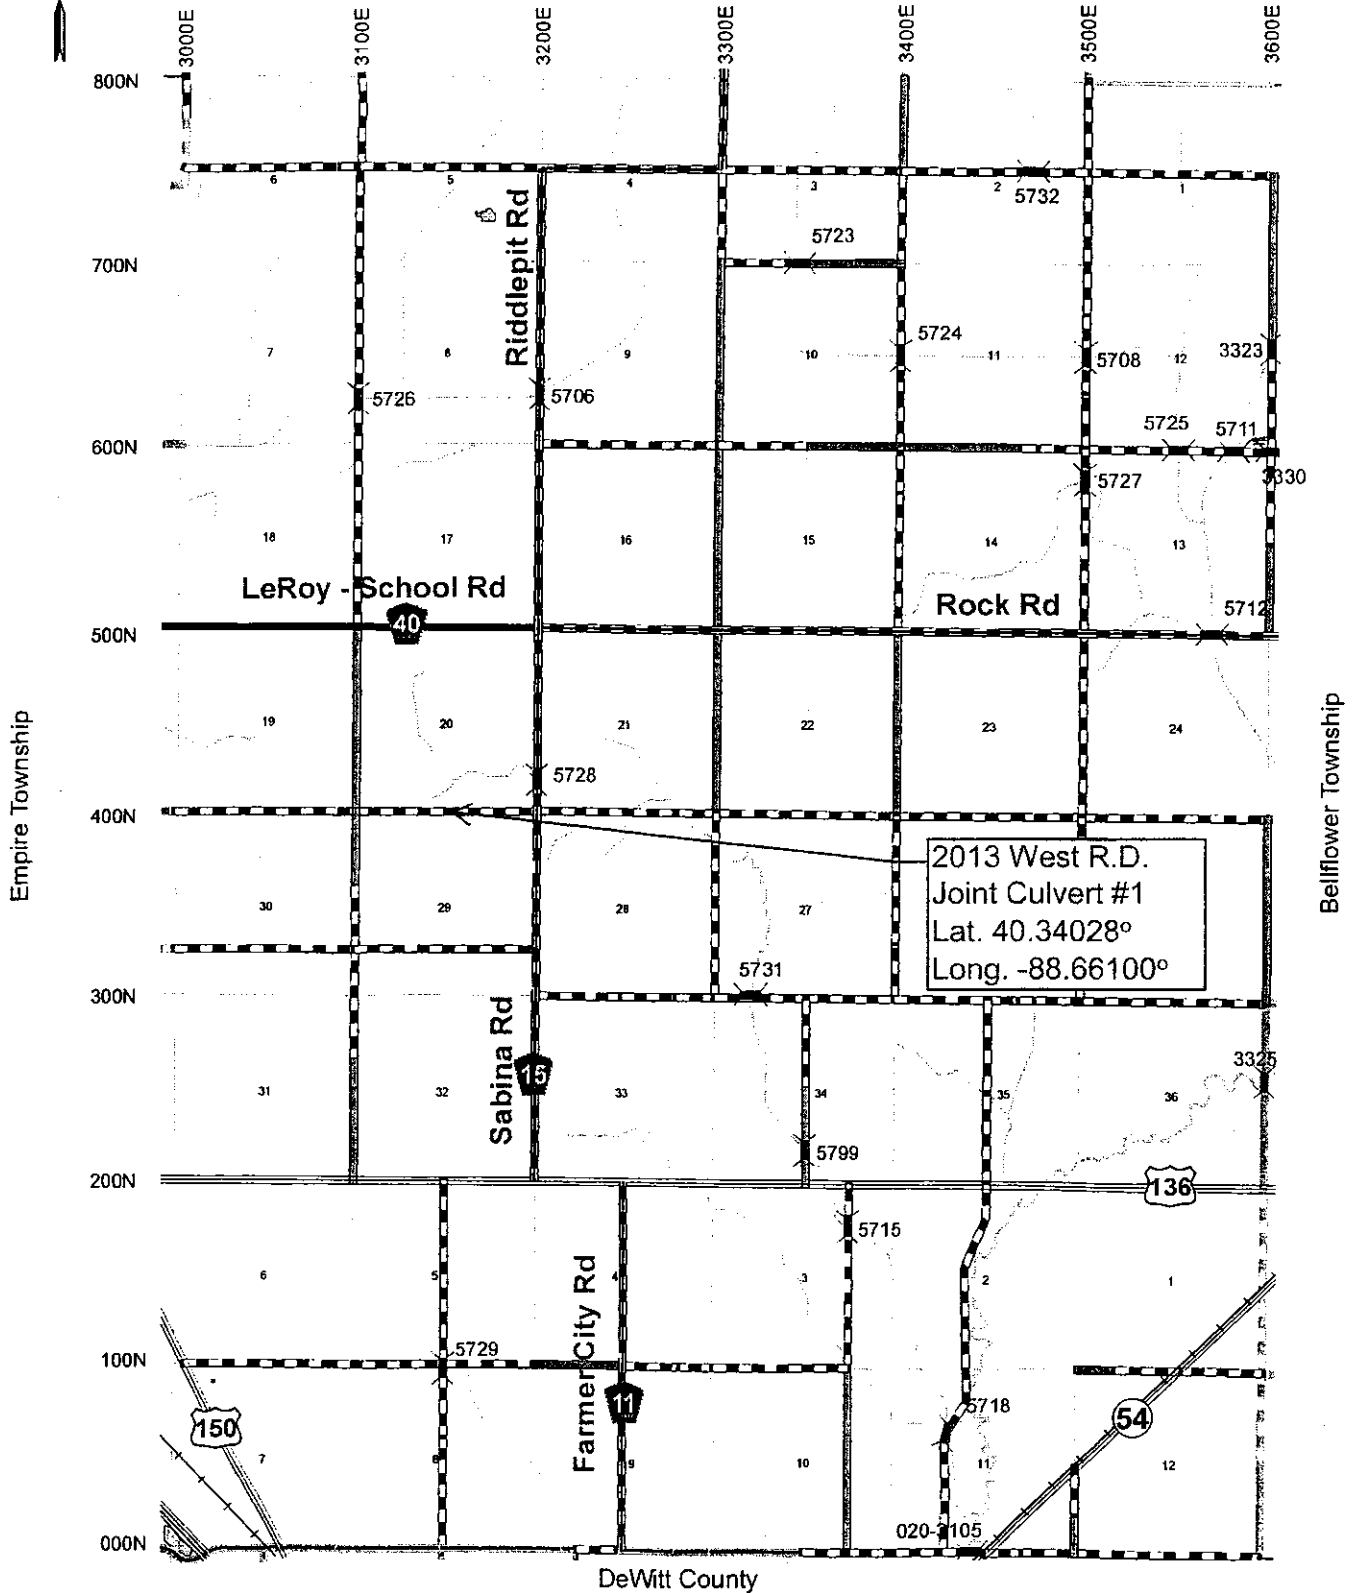 3000E
3100E
3200E
3300E
3400E
3500E
3600E
800N
6
5
4
3
2
1
5732
Riddlepit Rd
5723
700N
5724
7
8
9
10
11
5708
12
3323
5726
5706
5725
5711
600N
5727
3330
18
17
16
15
14
13
LeRoy - School Rd
Rock Rd
5712
40
500N
Empire Township
Bellflower Township
19
20
21
22
23
24
5728
400N
2013 West R.D.
Joint Culvert #1
Lat. 40.34028°
Long. -88.66100°
30
29
28
27
5731
300N
Sabina Rd
15
3325
31
32
33
34
35
36
5799
200N
136
5715
6
5
4
3
2
1
Farmer City Rd
5729
100N
11
5718
54
150
7
8
9
10
11
12
020-3105
000N
DeWitt County